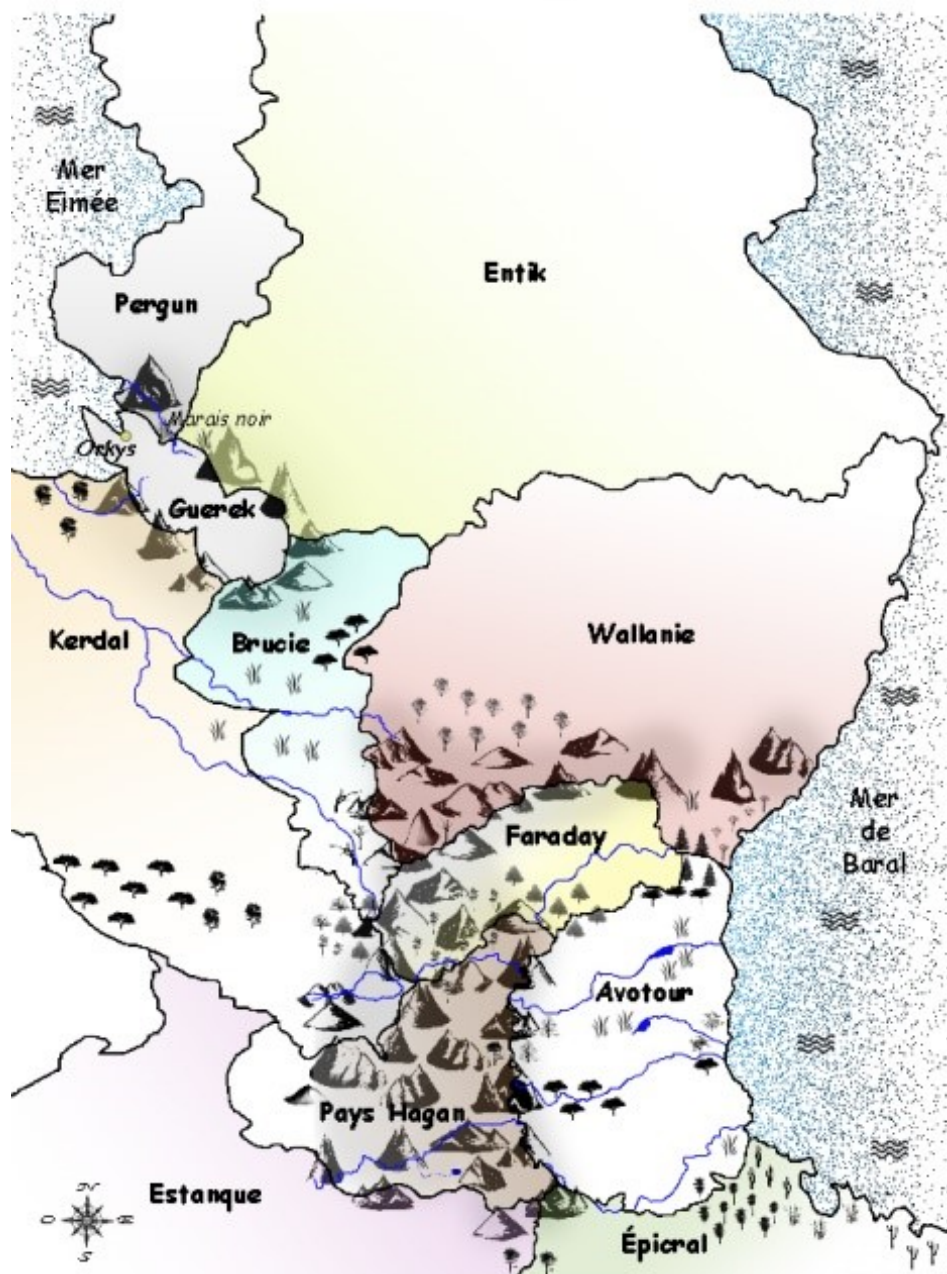 Mer
Eimée
Entik
Pergun
Marais noir
Orkys
Guerek
Kerdal
Brucie
Wallanie
Mer
de
Baral
Faraday
Avotour
Pays Hagan
Estanque
Épicral
N
O
E
S